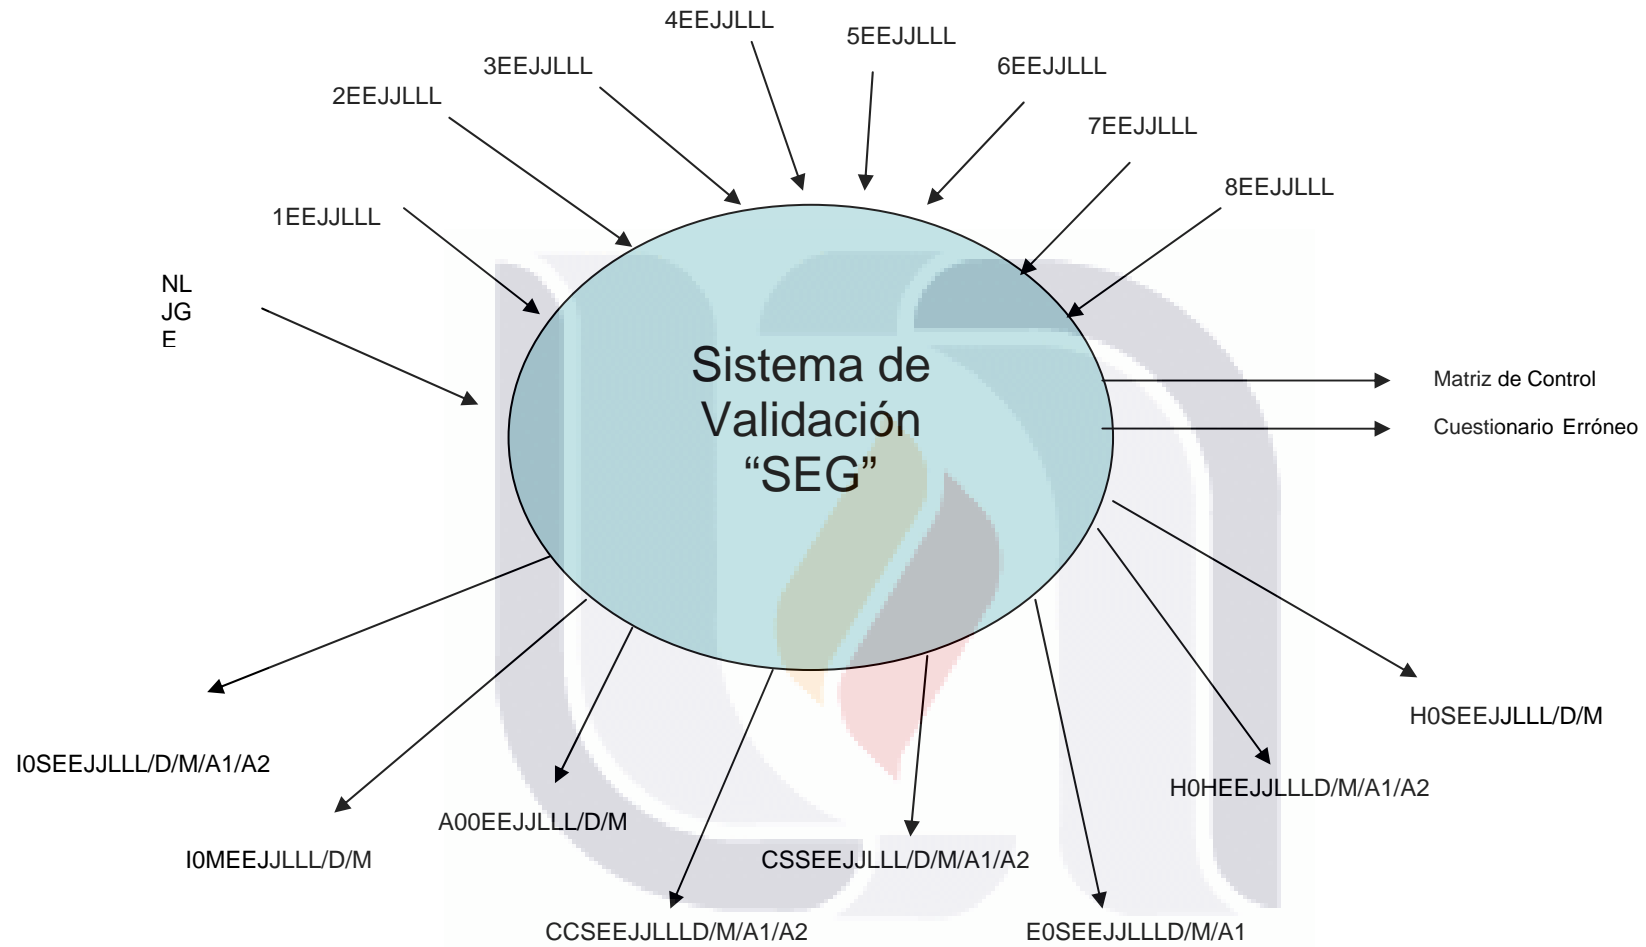 4EEJJLLL
5EEJJLLL
3EEJJLLL
6EEJJLLL
2EEJJLLL
7EEJJLLL
8EEJJLLL
1EEJJLLL
NL
JG
E
Sistema de
Validación
“SEG”
Matriz de Control
Cuestionario Erróneo
H0SEEJJLLL/D/M
I0SEEJJLLL/D/M/A1/A2
H0HEEJJLLLD/M/A1/A2
A00EEJJLLL/D/M
I0MEEJJLLL/D/M
CSSEEJJLLL/D/M/A1/A2
CCSEEJJLLLD/M/A1/A2
E0SEEJJLLLD/M/A1